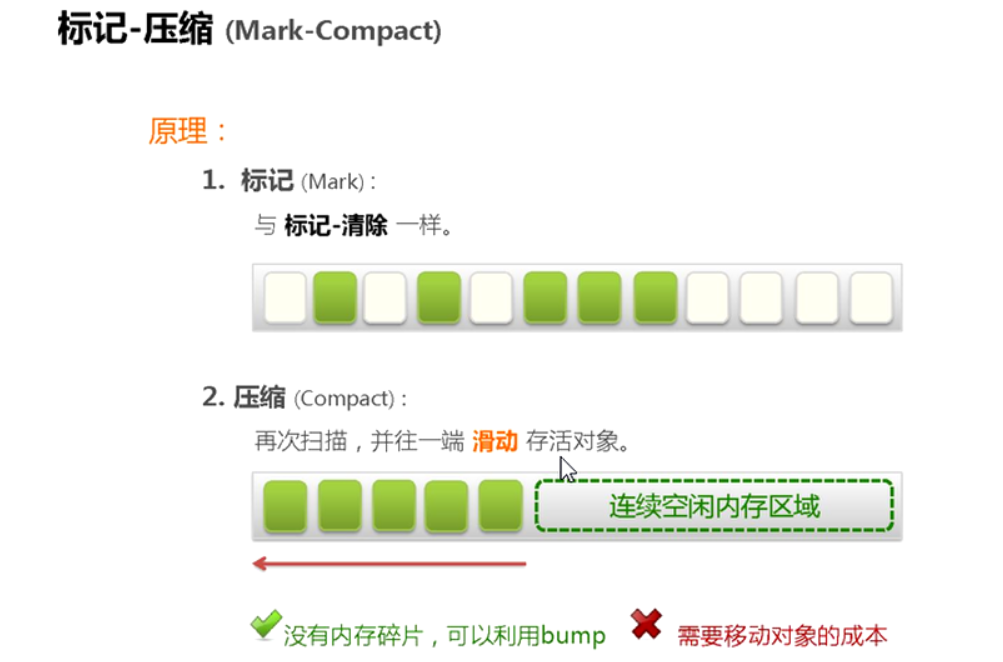 标记-压缩 (Mark-Compact)
原理：
1. 标记 (Mark) :
与 标记-清除 一样。
2. 压缩 (Compact) :
再次扫描，并往一端 滑动 存活对象。
连续空闲内存区域
没有内存碎片，可以利用bump 需要移动对象的成本